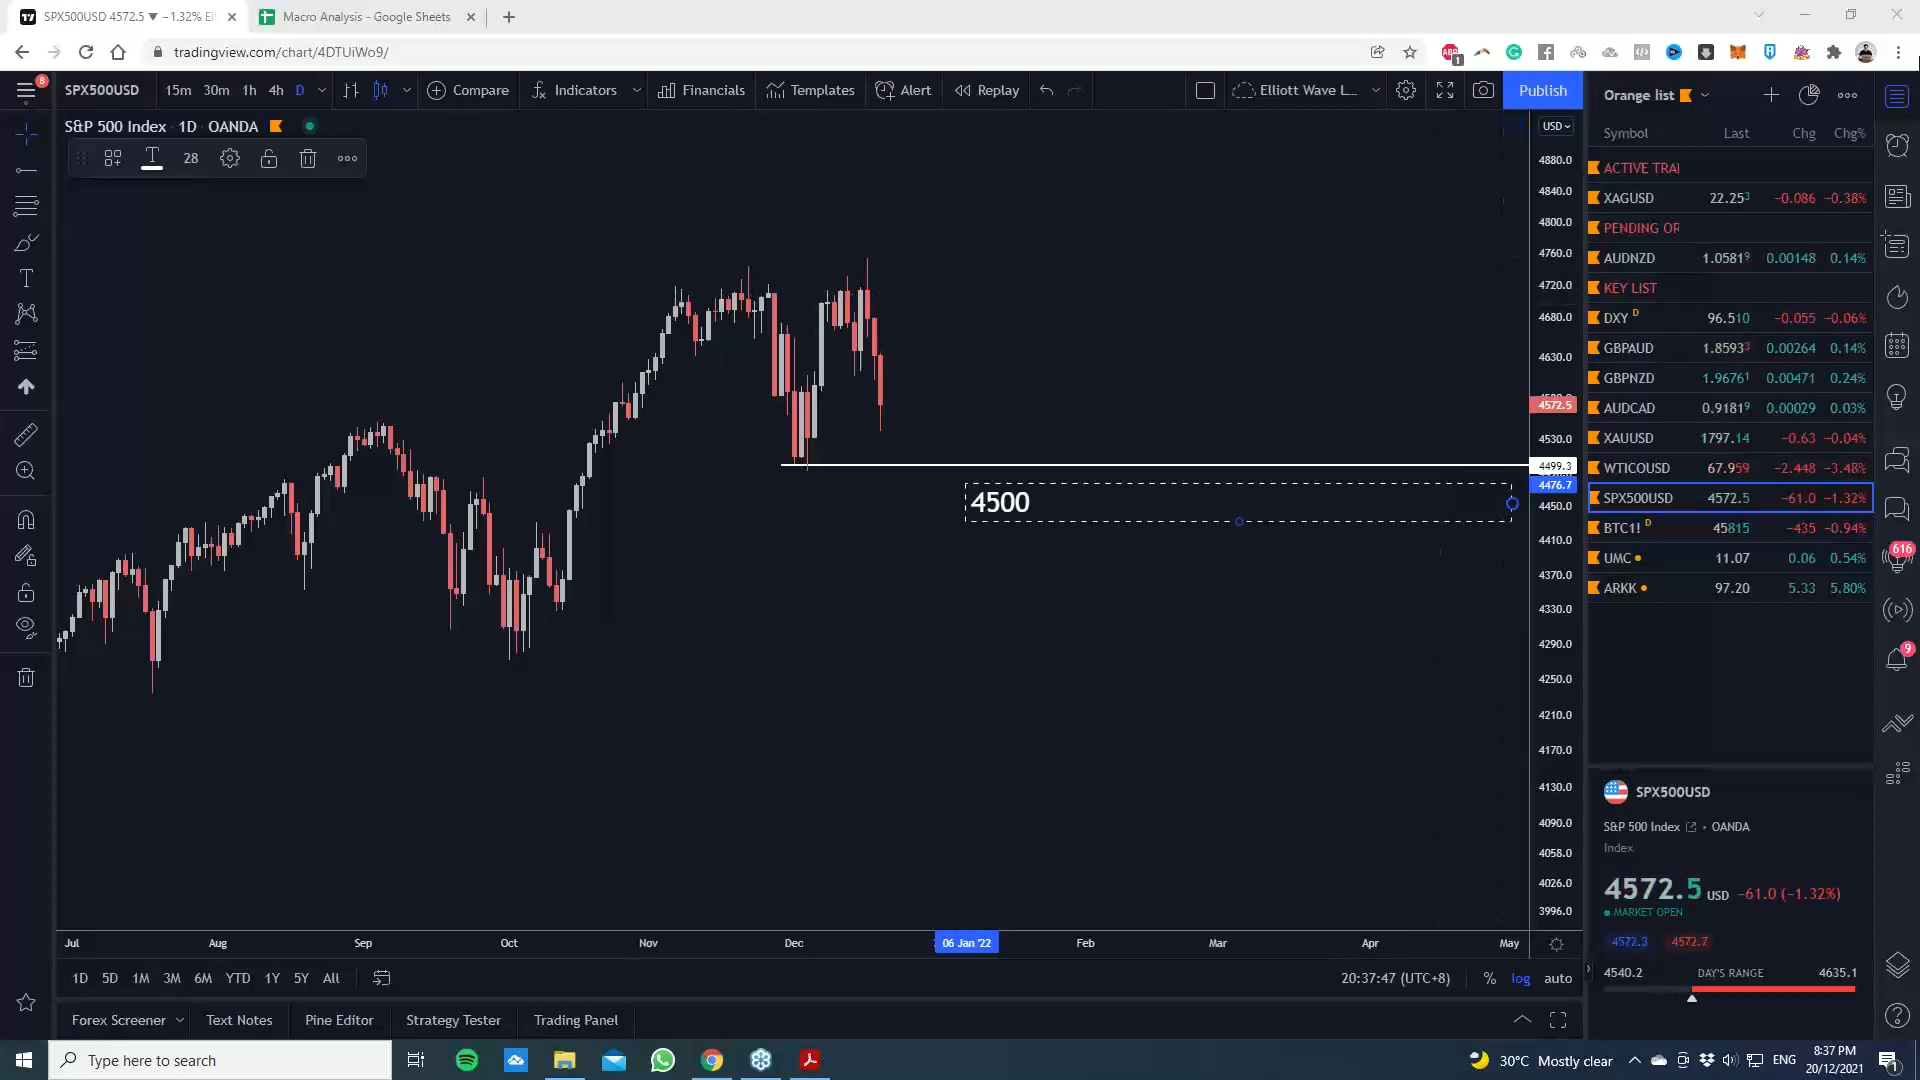 SPX500USD 4572.5 ▼ −1.32%
Macro Analysis - Google Sheets
tradingview.com/chart/4DTUiWo9/
ABP
1
8
SPX500USD 15m 30m 1h 4h D Compare Indicators Financials Templates Alert Replay Elliott Wave L... Publish
Orange list
Symbol Last Chg Chg%
S&P 500 Index · 1D · OANDA
T 28
USD
4880.0
4840.0
4800.0
4760.0
4720.0
4680.0
4630.0
4572.5
4530.0
4499.3
4476.7
4450.0
4410.0
4370.0
4330.0
4290.0
4250.0
4210.0
4170.0
4130.0
4090.0
4058.0
4026.0
3996.0
4500
ACTIVE TRAI
XAGUSD 22.253 −0.086 −0.38%
PENDING OR
AUDNZD 1.05819 0.00148 0.14%
KEY LIST
DXY D 96.510 −0.055 −0.06%
GBPAUD 1.85933 0.00264 0.14%
GBPNZD 1.96761 0.00471 0.24%
AUDCAD 0.91819 0.00029 0.03%
XAUUSD 1797.14 −0.63 −0.04%
WTICOUSD 67.959 −2.448 −3.48%
SPX500USD 4572.5 −61.0 −1.32%
BTC1! D 45815 −435 −0.94%
UMC 11.07 0.06 0.54%
ARKK 97.20 5.33 5.80%
616
9
SPX500USD
S&P 500 Index · OANDA
Index
4572.5 USD −61.0 (−1.32%)
MARKET OPEN
4572.3 4572.7
4540.2 DAY'S RANGE 4635.1
Jul Aug Sep Oct Nov Dec 06 Jan '22 Feb Mar Apr May
1D 5D 1M 3M 6M YTD 1Y 5Y All
20:37:47 (UTC+8) % log auto
Forex Screener Text Notes Pine Editor Strategy Tester Trading Panel
Type here to search
30°C Mostly clear ENG
8:37 PM
20/12/2021
1